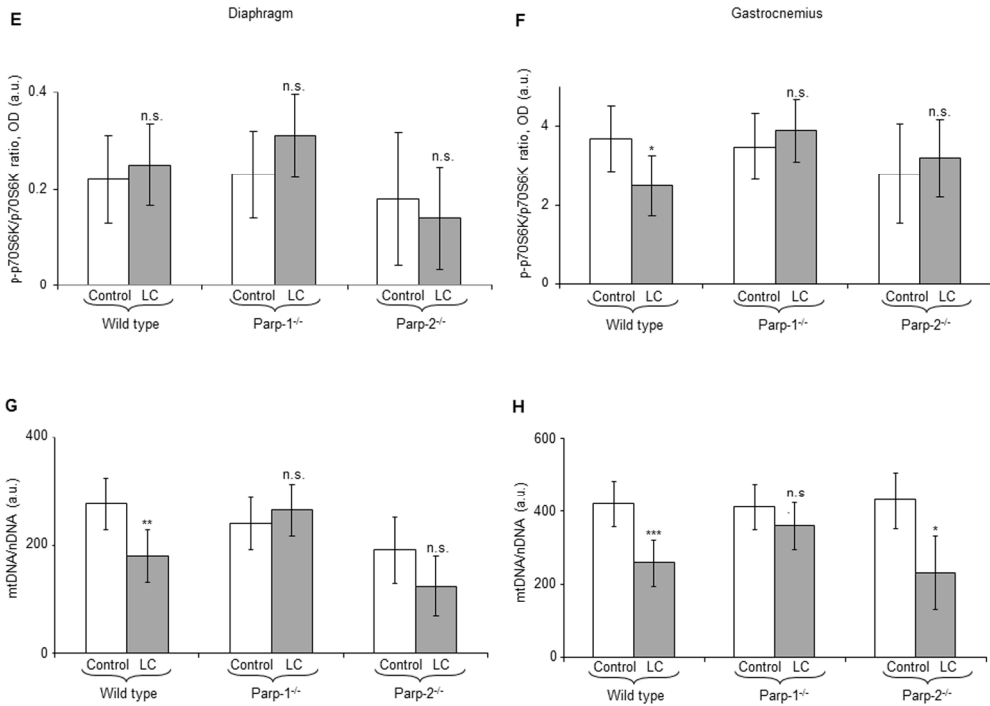 E
Diaphragm
p-p70S6K/p70S6K ratio, OD (a.u.)
0.4
0.2
0
n.s.
n.s.
n.s.
Control LC
Control LC
Control LC
Wild type
Parp-1-/-
Parp-2-/-
F
Gastrocnemius
p-p70S6K/p70S6K ratio, OD (a.u.)
4
2
0
*
n.s.
n.s.
Control LC
Control LC
Control LC
Wild type
Parp-1-/-
Parp-2-/-
G
mtDNA/nDNA (a.u.)
400
200
0
**
n.s.
n.s.
Control LC
Control LC
Control LC
Wild type
Parp-1-/-
Parp-2-/-
H
mtDNA/nDNA (a.u.)
600
400
200
0
***
n.s
.
*
Control LC
Control LC
Control LC
Wild type
Parp-1-/-
Parp-2-/-